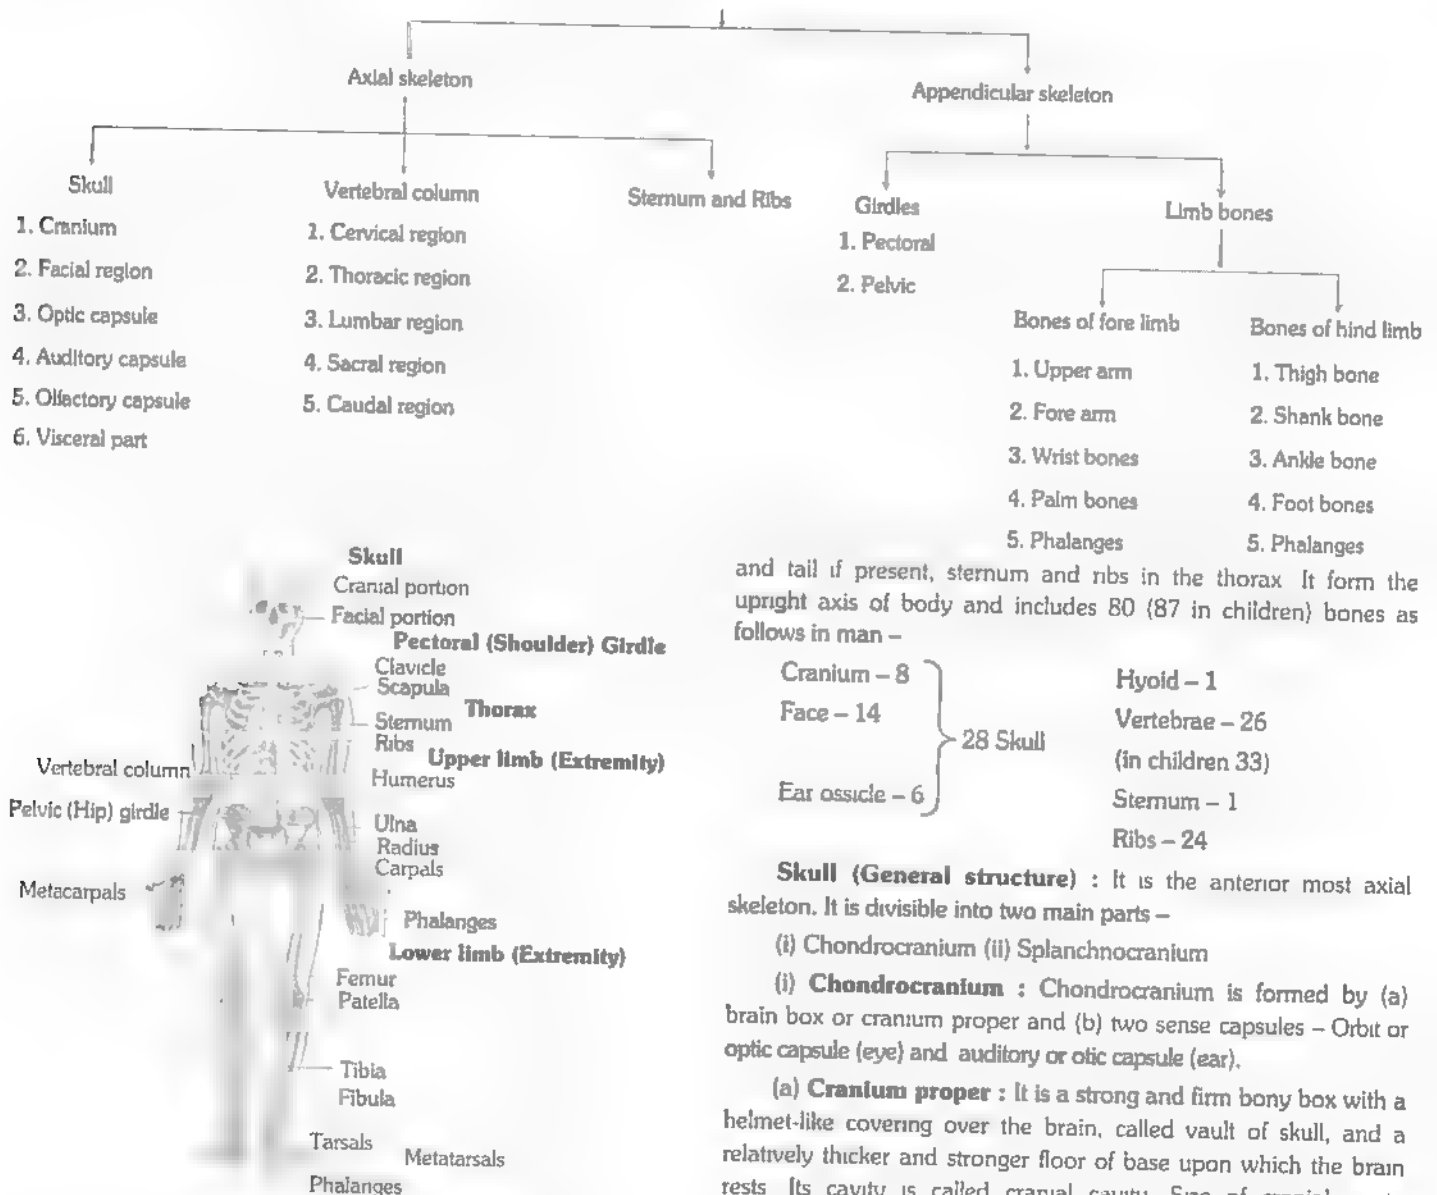 Axial skeleton
Appendicular skeleton
Skull
1. Cranium
2. Facial region
3. Optic capsule
4. Auditory capsule
5. Olfactory capsule
6. Visceral part
Vertebral column
1. Cervical region
2. Thoracic region
3. Lumbar region
4. Sacral region
5. Caudal region
Sternum and Ribs
Girdles
1. Pectoral
2. Pelvic
Limb bones
Bones of fore limb
1. Upper arm
2. Fore arm
3. Wrist bones
4. Palm bones
5. Phalanges
Bones of hind limb
1. Thigh bone
2. Shank bone
3. Ankle bone
4. Foot bones
5. Phalanges
Skull
Cranial portion
Facial portion
Pectoral (Shoulder) Girdle
Clavicle
Scapula
Thorax
Sternum
Ribs
Upper limb (Extremity)
Vertebral column
Humerus
Pelvic (Hip) girdle
Ulna
Radius
Carpals
Metacarpals
Phalanges
Lower limb (Extremity)
Femur
Patella
Tibia
Fibula
Tarsals
Metatarsals
Phalanges
and tail if present, sternum and ribs in the thorax It form the
upright axis of body and includes 80 (87 in children) bones as
follows in man –
Cranium – 8
Face – 14
Ear ossicle – 6
28 Skull
Hyoid – 1
Vertebrae – 26
(in children 33)
Sternum – 1
Ribs – 24
Skull (General structure) : It is the anterior most axial
skeleton. It is divisible into two main parts –
(i) Chondrocranium (ii) Splanchnocranium
(i) Chondrocranium : Chondrocranium is formed by (a)
brain box or cranium proper and (b) two sense capsules – Orbit or
optic capsule (eye) and auditory or otic capsule (ear).
(a) Cranium proper : It is a strong and firm bony box with a
helmet-like covering over the brain, called vault of skull, and a
relatively thicker and stronger floor of base upon which the brain
rests Its cavity is called cranial cavity. Size of cranial